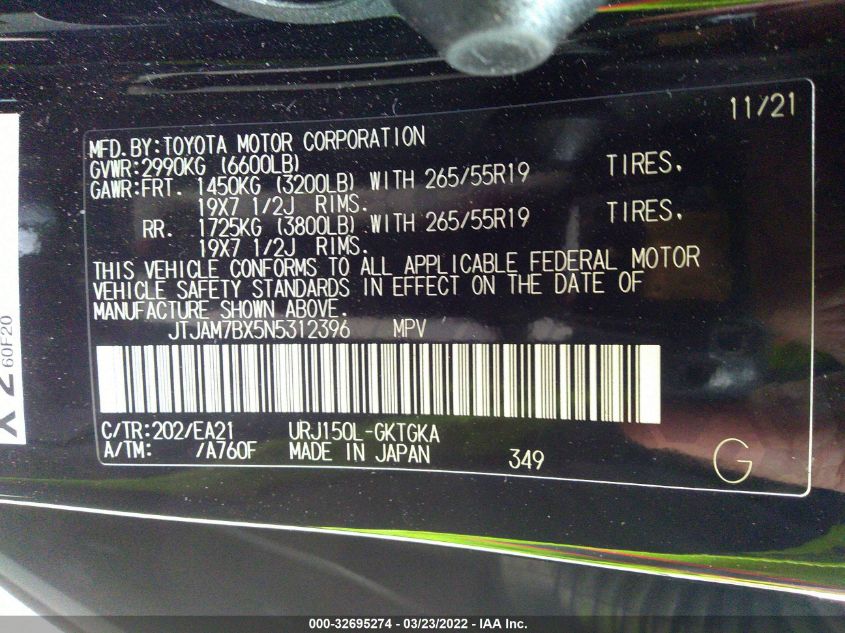 11/21
MFD.BY:TOYOTA MOTOR CORPORATION
GVWR:2990KG (6600LB)
GAWR:FRT. 1450KG (3200LB) WITH 265/55R19 TIRES.
19X7 1/2J RIMS.
RR. 1725KG (3800LB) WITH 265/55R19 TIRES.
19X7 1/2J RIMS.
THIS VEHICLE CONFORMS TO ALL APPLICABLE FEDERAL MOTOR
VEHICLE SAFETY STANDARDS IN EFFECT ON THE DATE OF
MANUFACTURE SHOWN ABOVE.
JTJAM7BX5N5312396 MPV
C/TR:202/EA21 URJ150L-GKTGKA
A/TM: /A760F MADE IN JAPAN 349 G
X 2
60F20
000-32695274 - 03/23/2022 - IAA Inc.